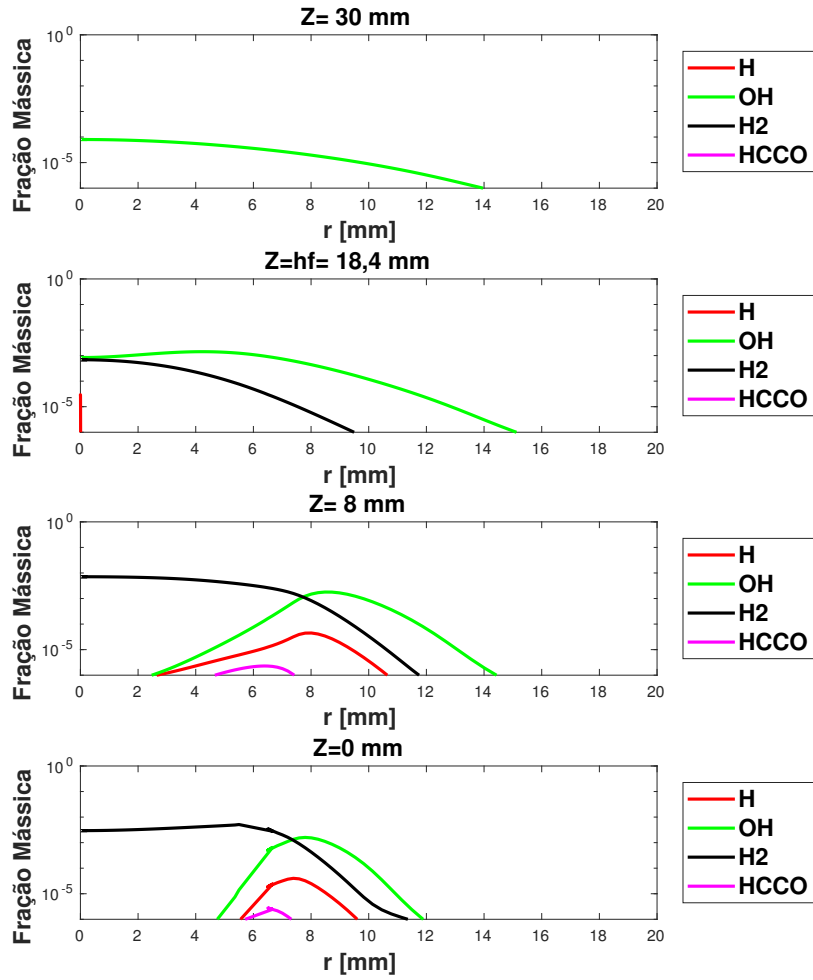 Z= 30 mm
Fração Mássica
10^0
10^-5
0 2 4 6 8 10 12 14 16 18 20
r [mm]
H
OH
H2
HCCO
Z=hf= 18,4 mm
Fração Mássica
10^0
10^-5
0 2 4 6 8 10 12 14 16 18 20
r [mm]
H
OH
H2
HCCO
Z= 8 mm
Fração Mássica
10^0
10^-5
0 2 4 6 8 10 12 14 16 18 20
r [mm]
H
OH
H2
HCCO
Z=0 mm
Fração Mássica
10^0
10^-5
0 2 4 6 8 10 12 14 16 18 20
r [mm]
H
OH
H2
HCCO